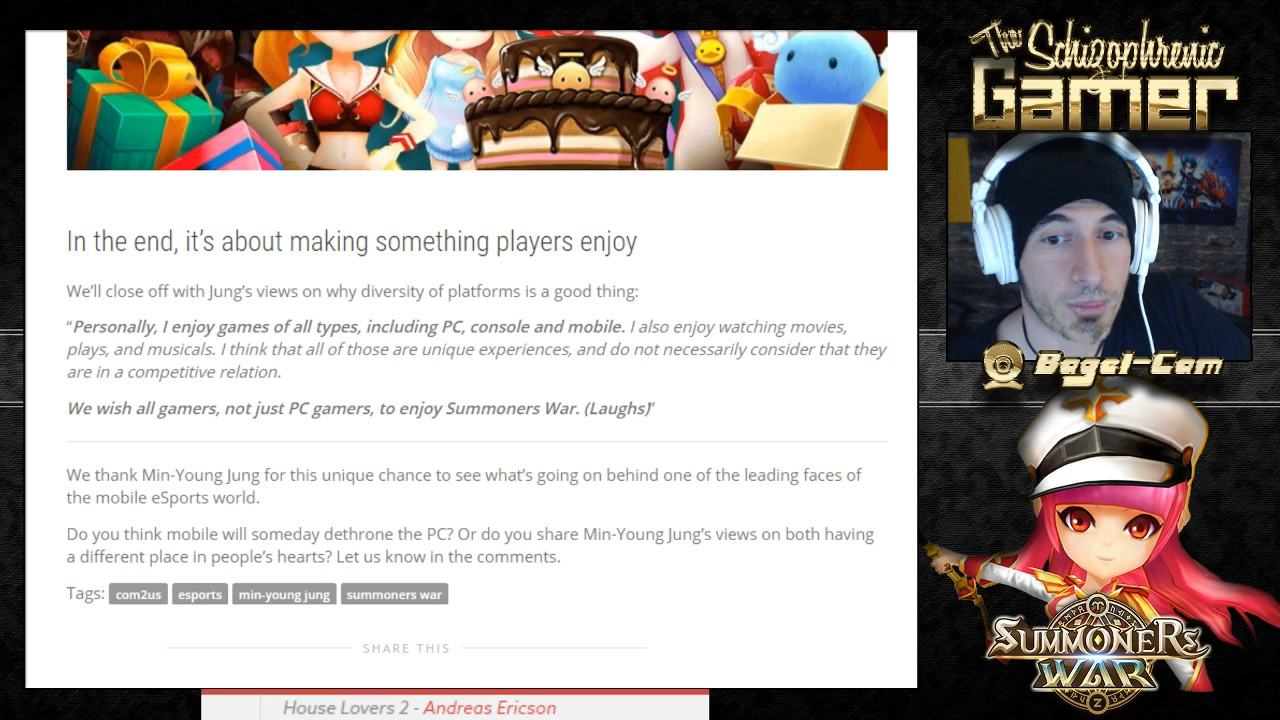 The Schizophrenic
Gamer
In the end, it’s about making something players enjoy
We’ll close off with Jung’s views on why diversity of platforms is a good thing:
“Personally, I enjoy games of all types, including PC, console and mobile. I also enjoy watching movies,
plays, and musicals. I think that all of those are unique experiences, and do not necessarily consider that they
are in a competitive relation.
Bagel-Cam
We wish all gamers, not just PC gamers, to enjoy Summoners War. (Laughs)”
We thank Min-Young Jung for this unique chance to see what’s going on behind one of the leading faces of
the mobile eSports world.
Do you think mobile will someday dethrone the PC? Or do you share Min-Young Jung’s views on both having
a different place in people’s hearts? Let us know in the comments.
Tags: com2us esports min-young jung summoners war
SHARE THIS
SUMMONERS
WAR
House Lovers 2 - Andreas Ericson